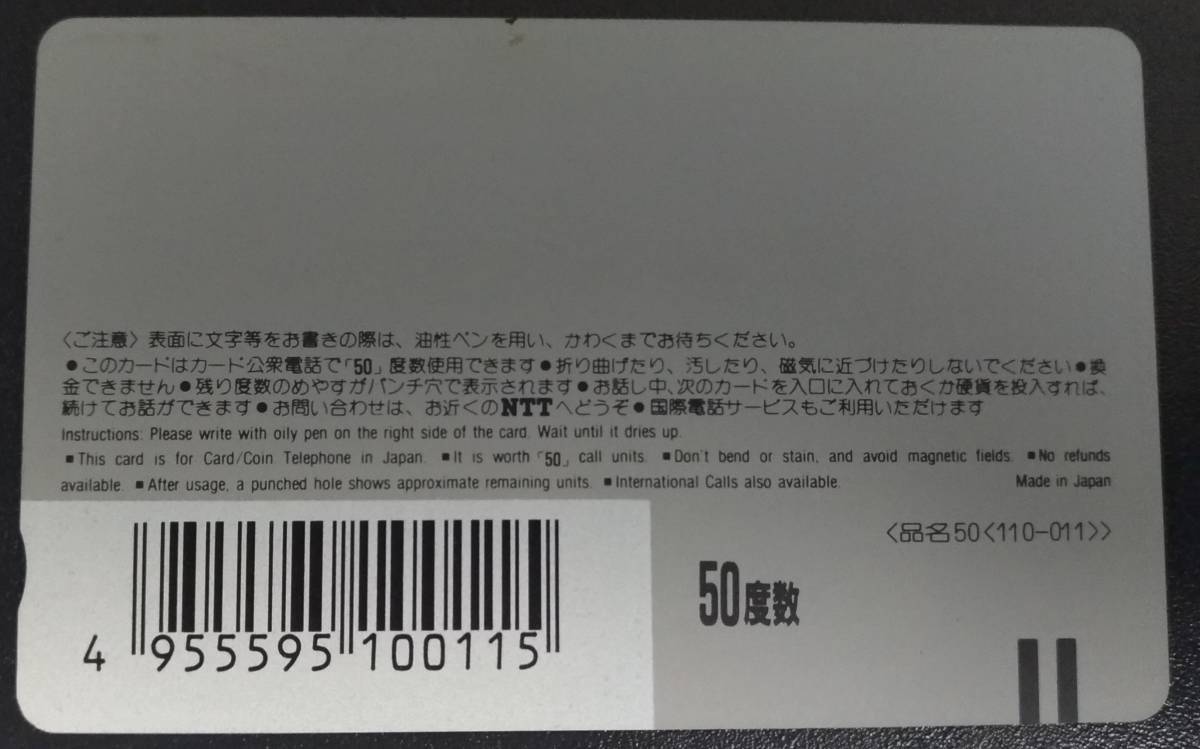 〈ご注意〉表面に文字等をお書きの際は、油性ペンを用い、かわくまでお待ちください。
●このカードはカード公衆電話で「50」度数使用できます●折り曲げたり、汚したり、磁気に近づけたりしないでください●換
金できません●残り度数のめやすがパンチ穴で表示されます●お話し中、次のカードを入口に入れておくか硬貨を投入すれば、
続けてお話ができます●お問い合わせは、お近くのNTTへどうぞ●国際電話サービスもご利用いただけます
Instructions: Please write with oily pen on the right side of the card. Wait until it dries up.
■This card is for Card/Coin Telephone in Japan. ■It is worth「50」call units. ■Don't bend or stain, and avoid magnetic fields. ■No refunds
available. ■After usage, a punched hole shows approximate remaining units. ■International Calls also available. Made in Japan
〈品名50〈110-011〉〉
50度数
4 955595 100115